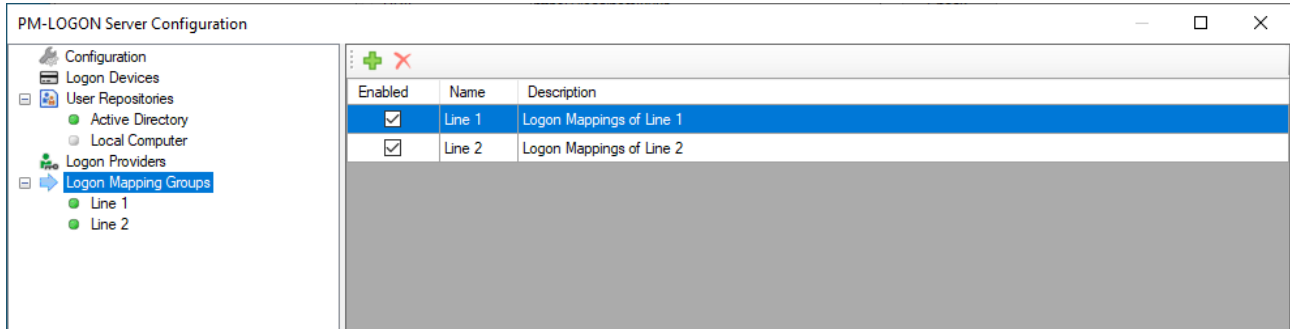 PM-LOGON Server Configuration
Configuration
Logon Devices
User Repositories
Active Directory
Local Computer
Logon Providers
Logon Mapping Groups
Line 1
Line 2
Enabled Name Description
Line 1 Logon Mappings of Line 1
Line 2 Logon Mappings of Line 2